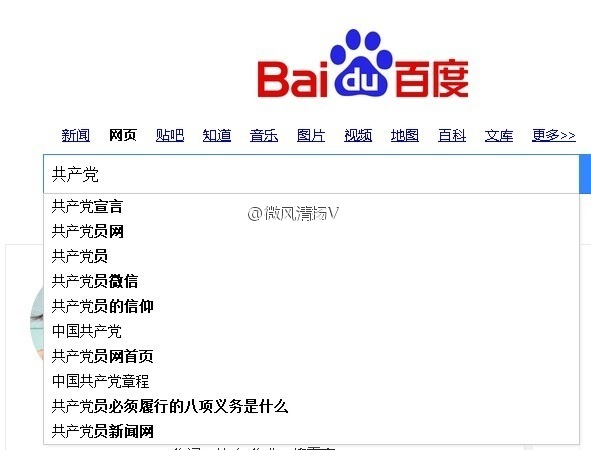 Bai du 百度
新闻 网页 贴吧 知道 音乐 图片 视频 地图 百科 文库 更多>>
共产党
共产党宣言
@微风清扬V
共产党员网
共产党员
共产党员微信
共产党员的信仰
中国共产党
共产党员网首页
中国共产党章程
共产党员必须履行的八项义务是什么
共产党员新闻网